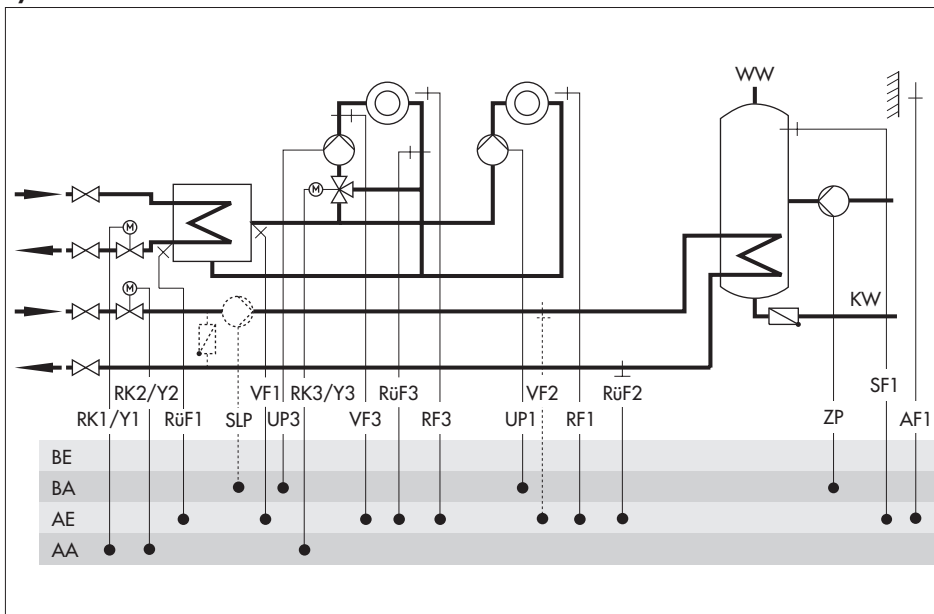 WW
M
M
M
KW
RK2/Y2
VF1
RK3/Y3
RüF3
VF2
RüF2
SF1
RK1/Y1
RüF1
SLP
UP3
VF3
RF3
UP1
RF1
ZP
AF1
BE
BA
AE
AA